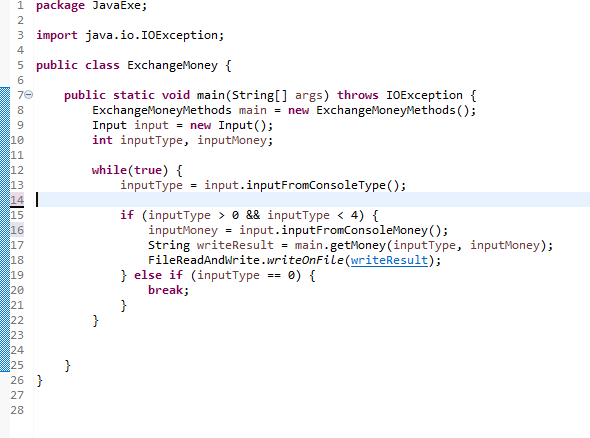 1 package JavaExe;
2
3 import java.io.IOException;
4
5 public class ExchangeMoney {
6
7 public static void main(String[] args) throws IOException {
8 ExchangeMoneyMethods main = new ExchangeMoneyMethods();
9 Input input = new Input();
10 int inputType, inputMoney;
11
12 while(true) {
13 inputType = input.inputFromConsoleType();
14
15 if (inputType > 0 && inputType < 4) {
16 inputMoney = input.inputFromConsoleMoney();
17 String writeResult = main.getMoney(inputType, inputMoney);
18 FileReadAndWrite.writeOnFile(writeResult);
19 } else if (inputType == 0) {
20 break;
21 }
22 }
23
24
25 }
26 }
27
28